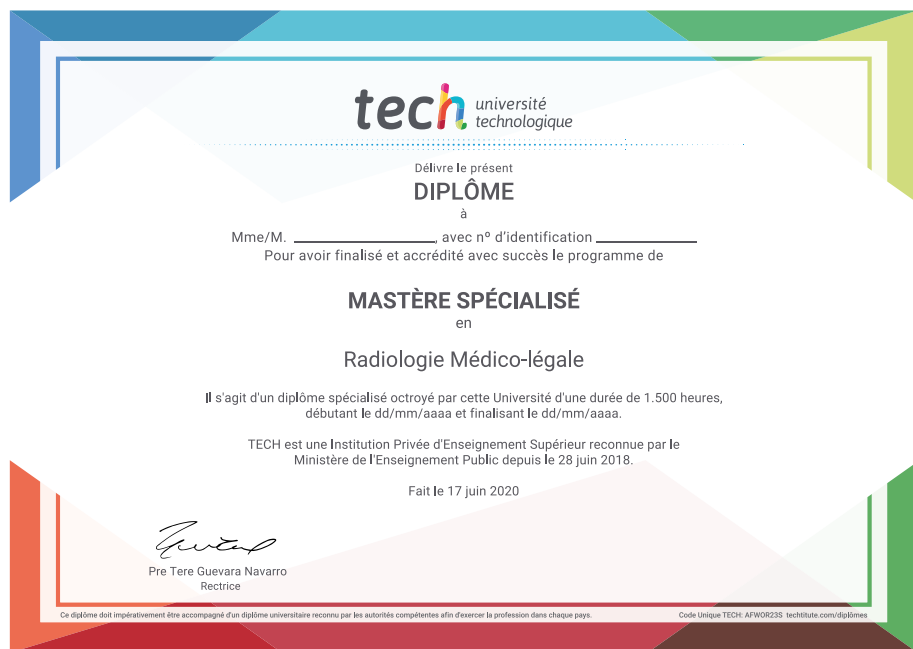 tech université
technologique
Délivre le présent
DIPLÔME
à
Mme/M. , avec nº d'identification
Pour avoir finalisé et accrédité avec succès le programme de
MASTÈRE SPÉCIALISÉ
en
Radiologie Médico-légale
Il s'agit d'un diplôme spécialisé octroyé par cette Université d'une durée de 1.500 heures,
débutant le dd/mm/aaaa et finalisant le dd/mm/aaaa.
TECH est une Institution Privée d'Enseignement Supérieur reconnue par le
Ministère de l'Enseignement Public depuis le 28 juin 2018.
Fait le 17 juin 2020
Pre Tere Guevara Navarro
Rectrice
Ce diplôme doit impérativement être accompagné d'un diplôme universitaire reconnu par les autorités compétentes afin d'exercer la profession dans chaque pays.
Code Unique TECH: AFWOR23S techtitute.com/diplômes